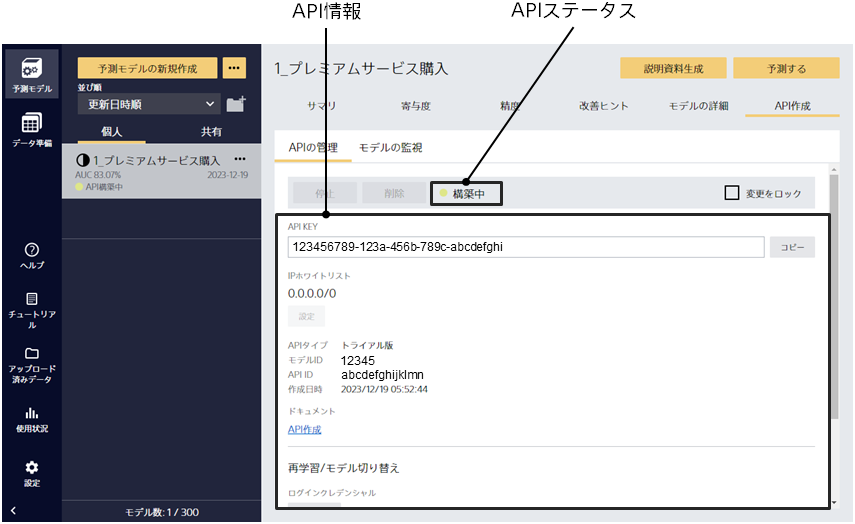 API情報
APIステータス
予測モデル
データ準備
ヘルプ
チュートリア
ル
アップロード
済みデータ
使用状況
設定
予測モデルの新規作成
•••
並び順
更新日時順
個人
共有
1_プレミアムサービス購入
•••
AUC 83.07%
2023-12-19
API構築中
モデル数: 1 / 300
1_プレミアムサービス購入
説明資料生成
予測する
サマリ
寄与度
精度
改善ヒント
モデルの詳細
API作成
APIの管理
モデルの監視
停止
削除
構築中
変更をロック
API KEY
123456789-123a-456b-789c-abcdefghi
コピー
IPホワイトリスト
0.0.0.0/0
設定
APIタイプ トライアル版
モデルID 12345
API ID abcdefghijklmn
作成日時 2023/12/19 05:52:44
ドキュメント
API作成
再学習/モデル切り替え
ログインクレデンシャル